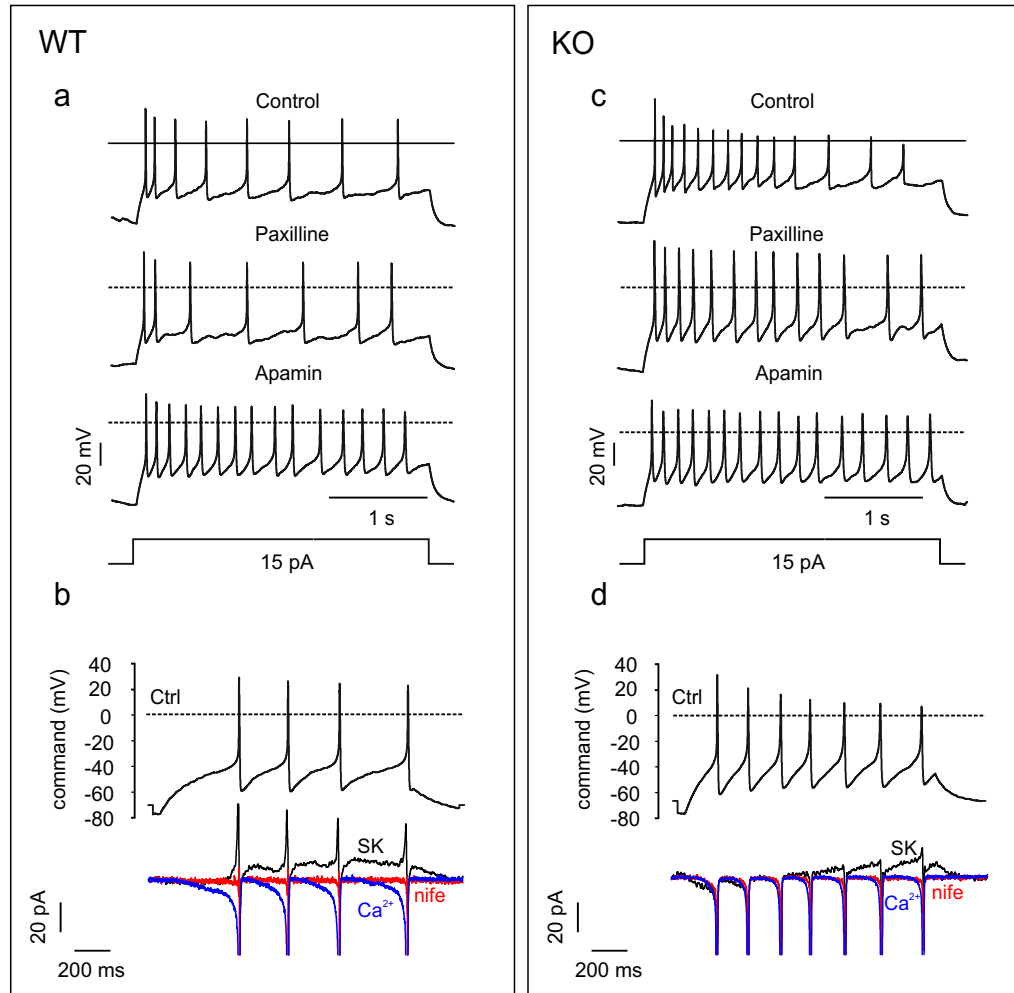 WT
a
Control
Paxilline
Apamin
20 mV
1 s
15 pA
b
command (mV)
40
20
0
-20
-40
-60
-80
Ctrl
SK
nife
Ca²⁺
20 pA
200 ms
KO
c
Control
Paxilline
Apamin
20 mV
1 s
15 pA
d
command (mV)
40
20
0
-20
-40
-60
-80
Ctrl
SK
Ca²⁺
nife
20 pA
200 ms